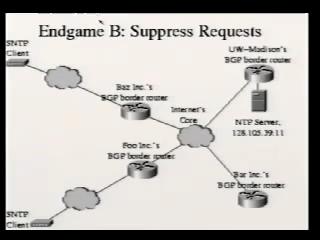 Endgame B: Suppress Requests
SNTP
Client
UW-Madison's
BGP border router
Baz Inc.'s
BGP border router
Internet's
Core
NTP Server,
128.105.39.11
Foo Inc.'s
BGP border router
Bar Inc.'s
BGP border router
SNTP
Client